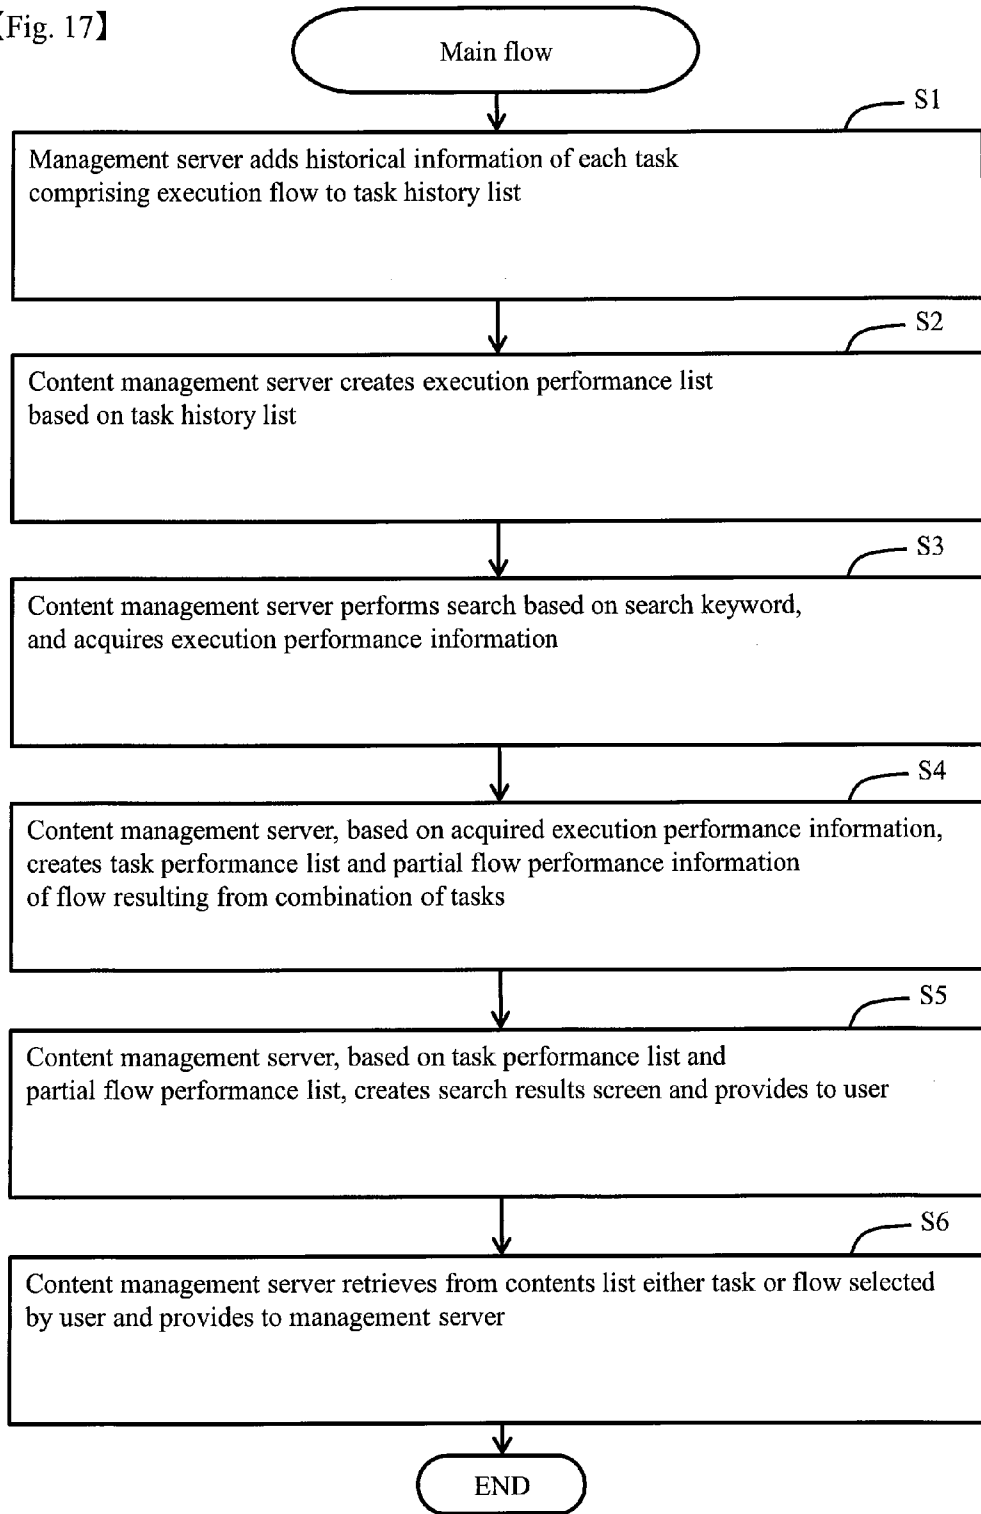 【Fig. 17】
Main flow
S1
Management server adds historical information of each task
comprising execution flow to task history list
S2
Content management server creates execution performance list
based on task history list
S3
Content management server performs search based on search keyword,
and acquires execution performance information
S4
Content management server, based on acquired execution performance information,
creates task performance list and partial flow performance information
of flow resulting from combination of tasks
S5
Content management server, based on task performance list and
partial flow performance list, creates search results screen and provides to user
S6
Content management server retrieves from contents list either task or flow selected
by user and provides to management server
END